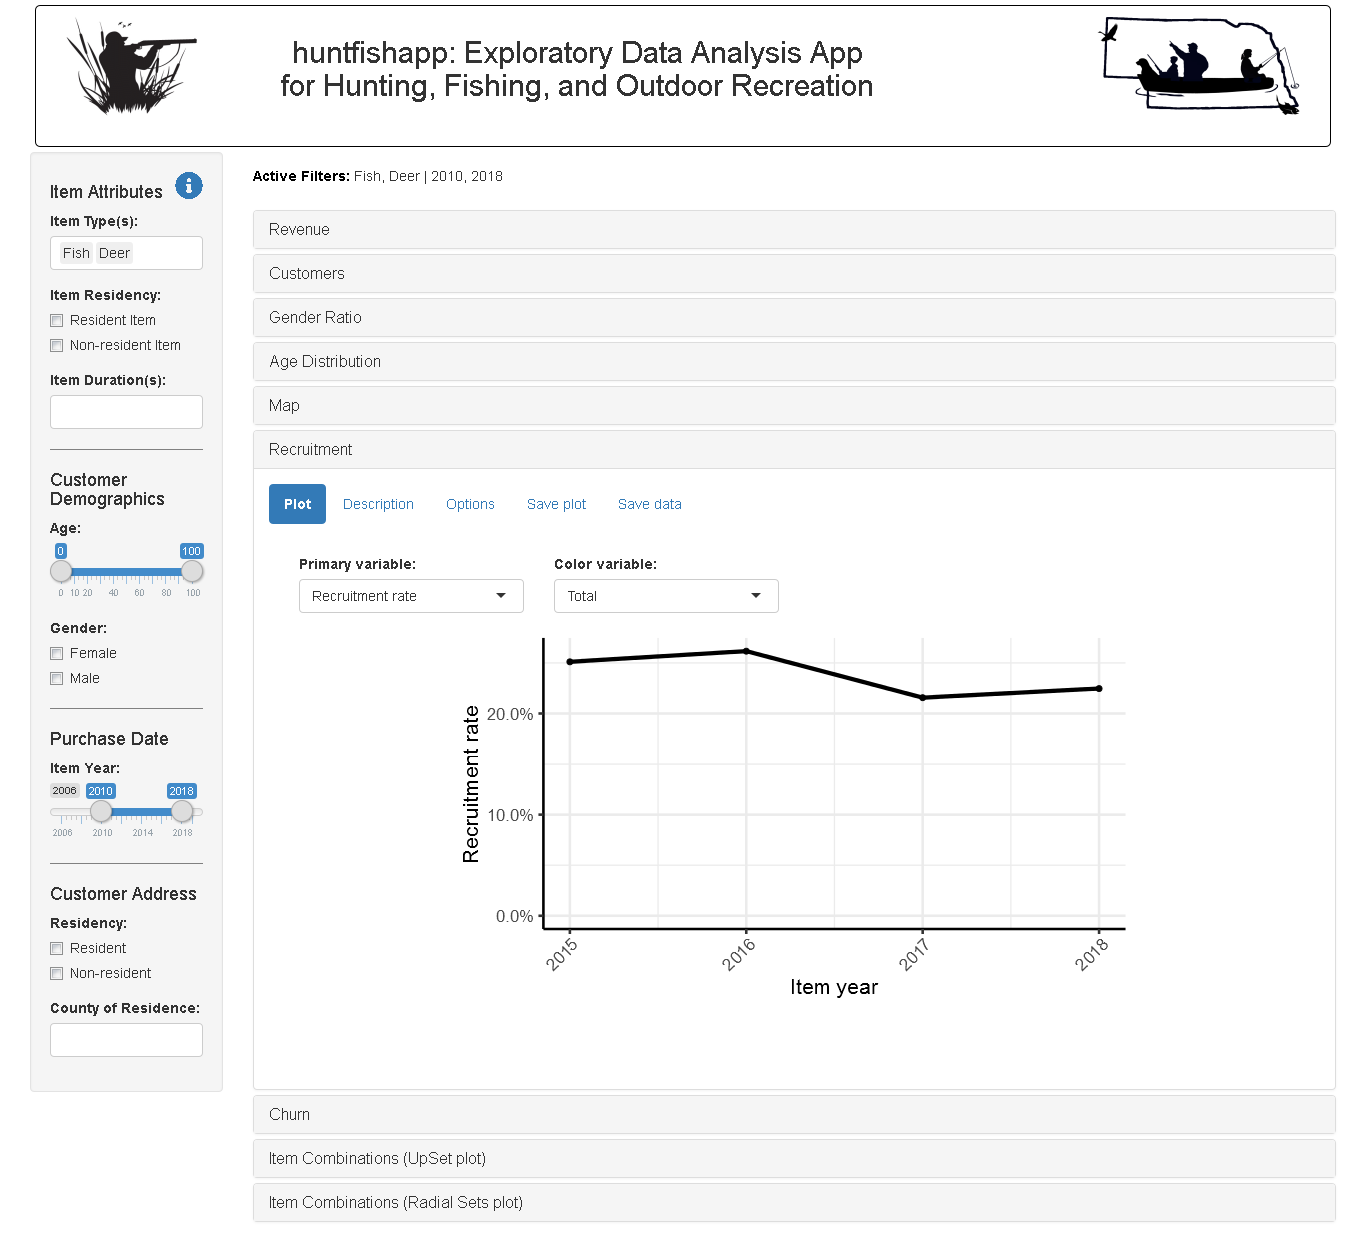 huntfishapp: Exploratory Data Analysis App
for Hunting, Fishing, and Outdoor Recreation
Item Attributes
Item Type(s):
Fish Deer
Item Residency:
Resident Item
Non-resident Item
Item Duration(s):
Customer
Demographics
Age:
0 100
0 10 20 40 60 80 100
Gender:
Female
Male
Purchase Date
Item Year:
2006 2010 2018
2006 2010 2014 2018
Customer Address
Residency:
Resident
Non-resident
County of Residence:
Active Filters: Fish, Deer | 2010, 2018
Revenue
Customers
Gender Ratio
Age Distribution
Map
Recruitment
Plot Description Options Save plot Save data
Primary variable: Color variable:
Recruitment rate Total
Recruitment rate
20.0%
10.0%
0.0%
2015 2016 2017 2018
Item year
Churn
Item Combinations (UpSet plot)
Item Combinations (Radial Sets plot)